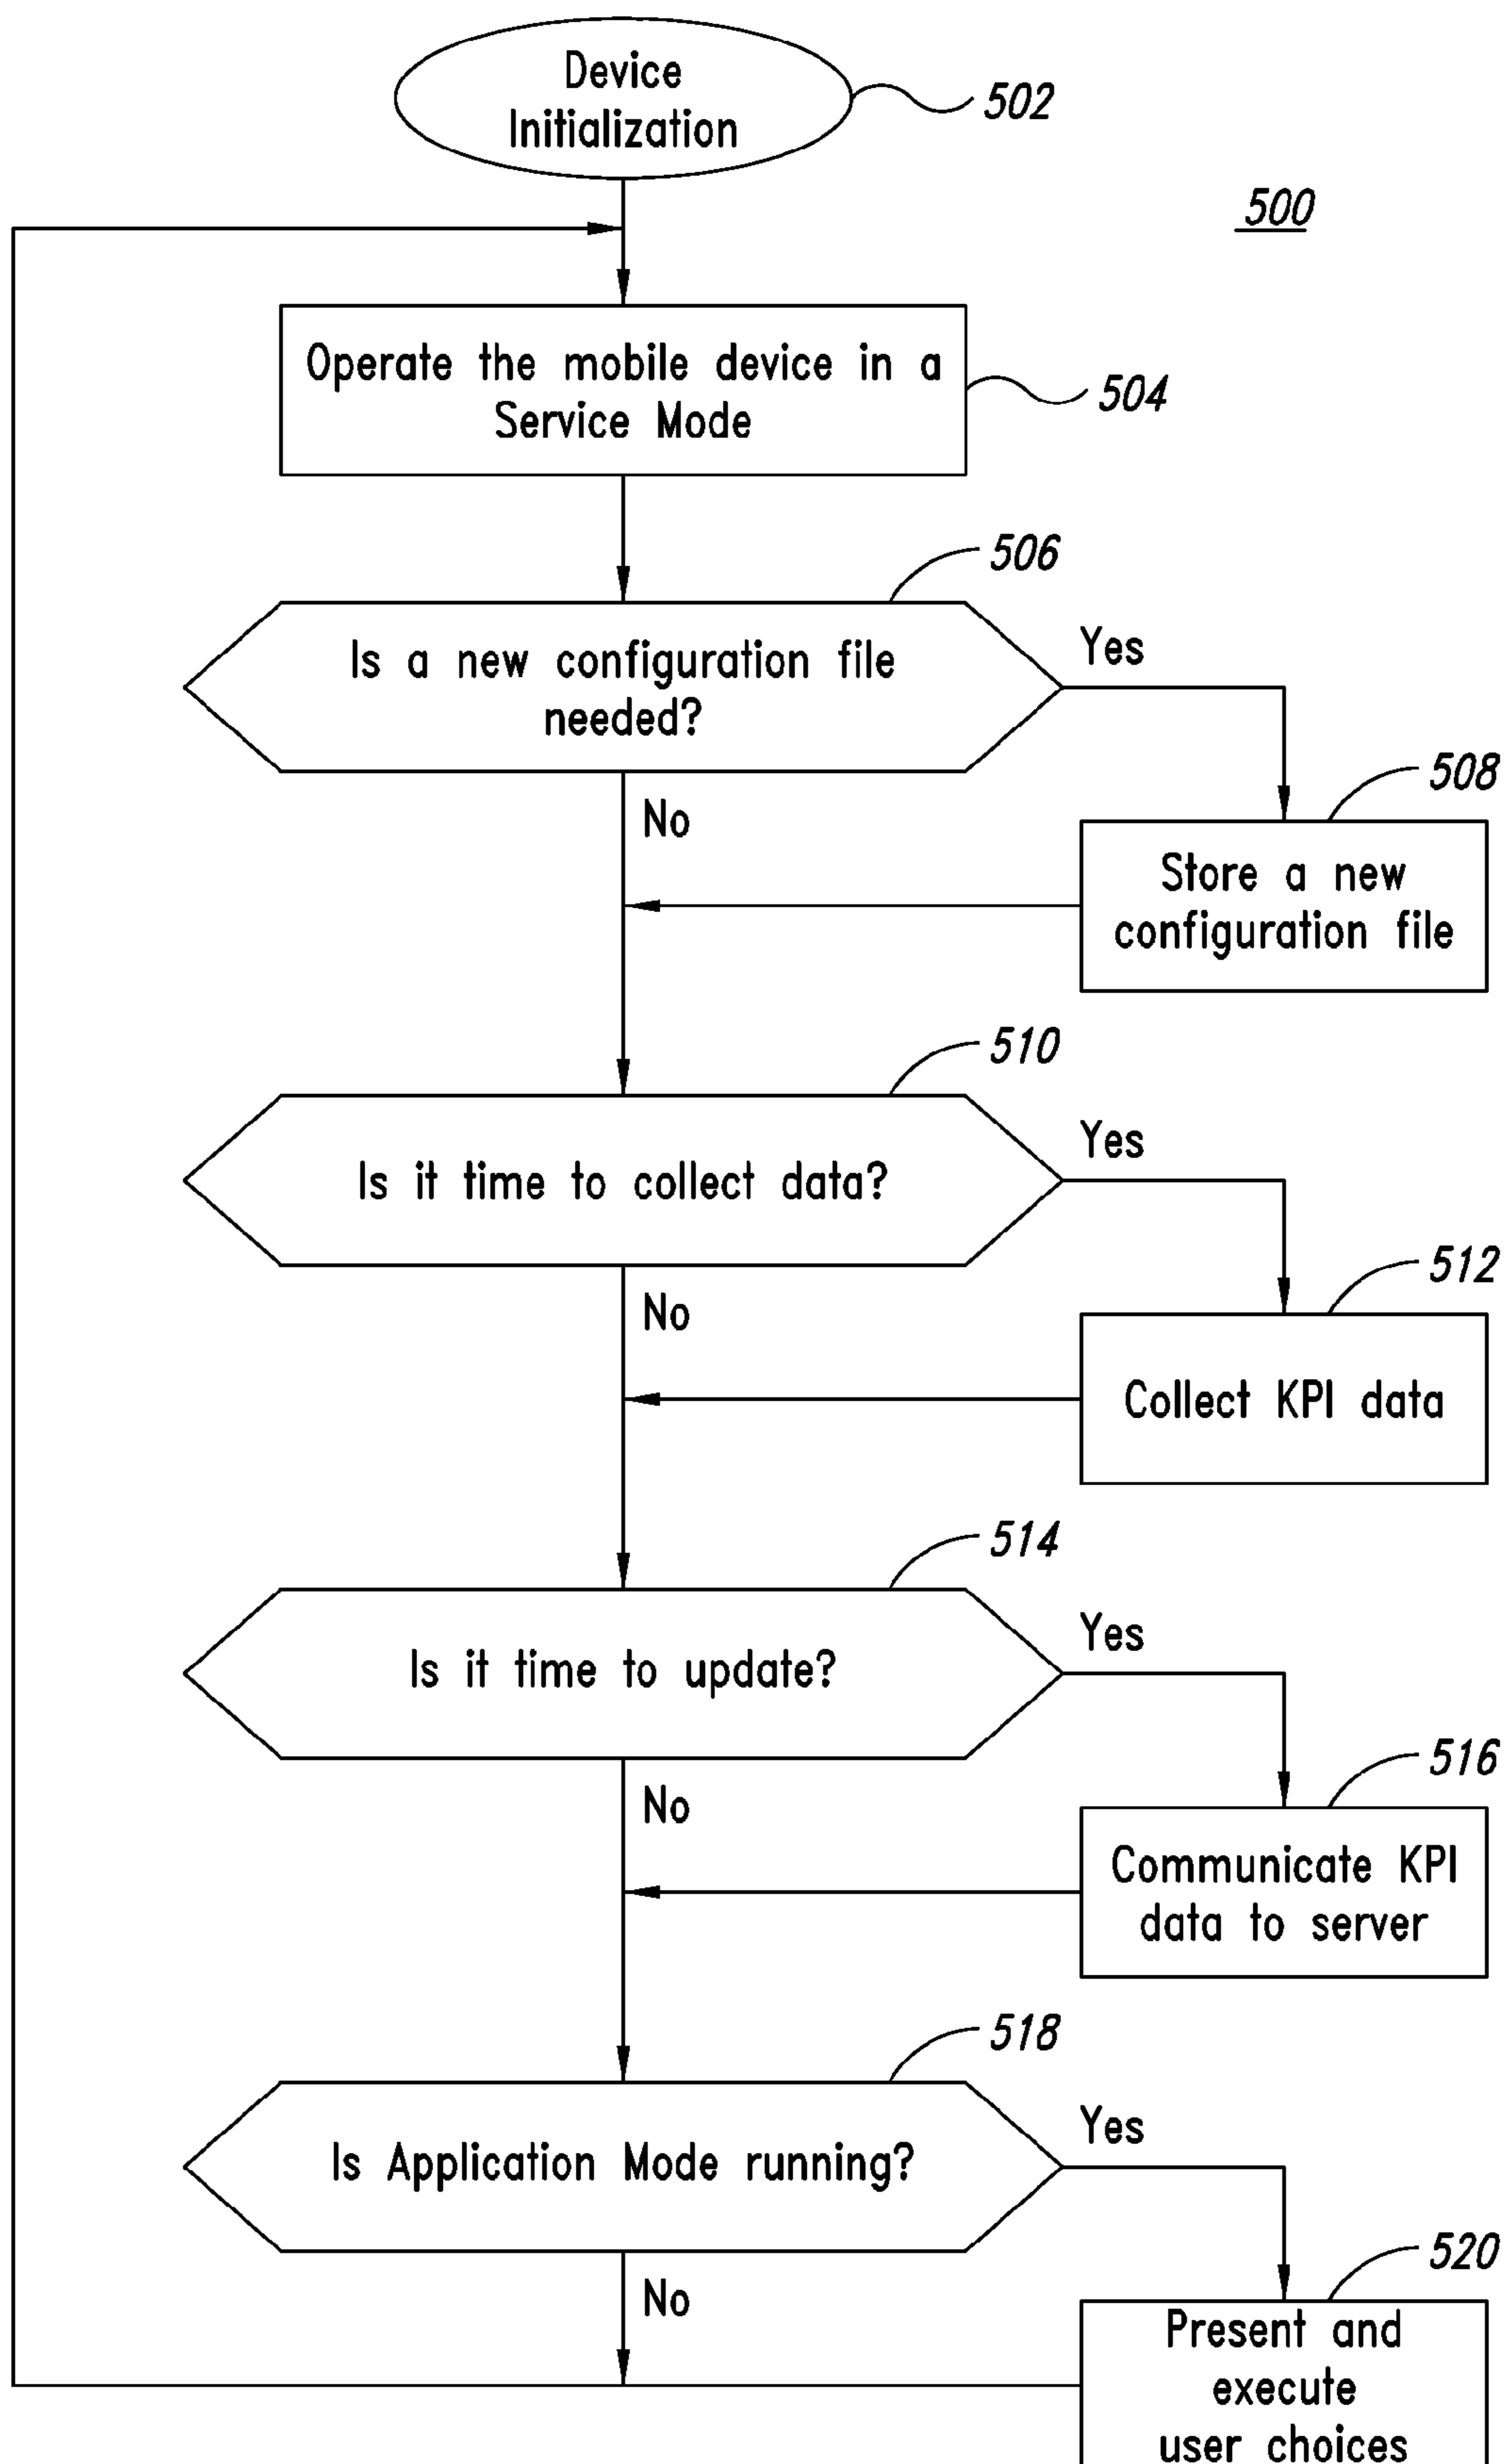 Device
Initialization
502
500
Operate the mobile device in a
Service Mode
504
506
Is a new configuration file
needed?
Yes
508
No
Store a new
configuration file
510
Is it time to collect data?
Yes
512
No
Collect KPI data
514
Is it time to update?
Yes
516
No
Communicate KPI
data to server
518
Is Application Mode running?
Yes
520
No
Present and
execute
user choices